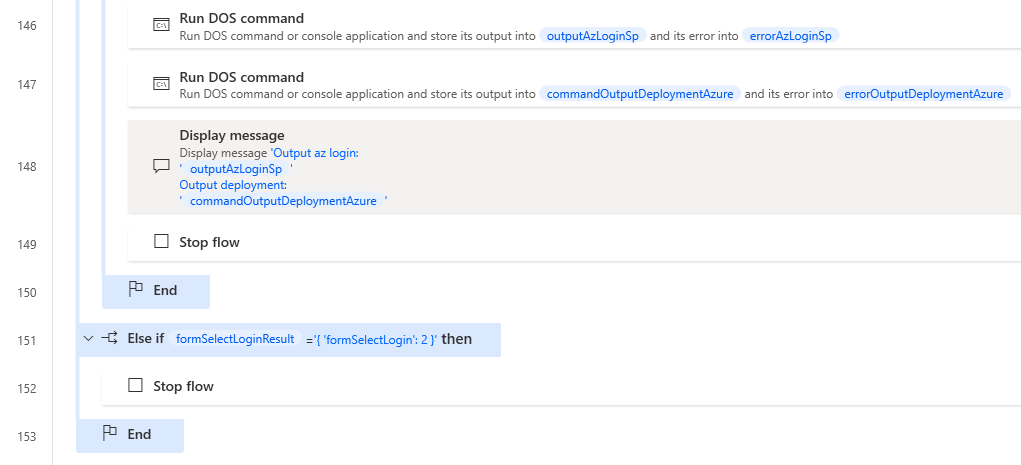 146
Run DOS command
Run DOS command or console application and store its output into outputAzLoginSp and its error into errorAzLoginSp
147
Run DOS command
Run DOS command or console application and store its output into commandOutputDeploymentAzure and its error into errorOutputDeploymentAzure
Display message
Display message 'Output az login:
148
' outputAzLoginSp '
Output deployment:
' commandOutputDeploymentAzure '
149 Stop flow
150 End
151 Else if formSelectLoginResult ='{ 'formSelectLogin': 2 }' then
152 Stop flow
153 End